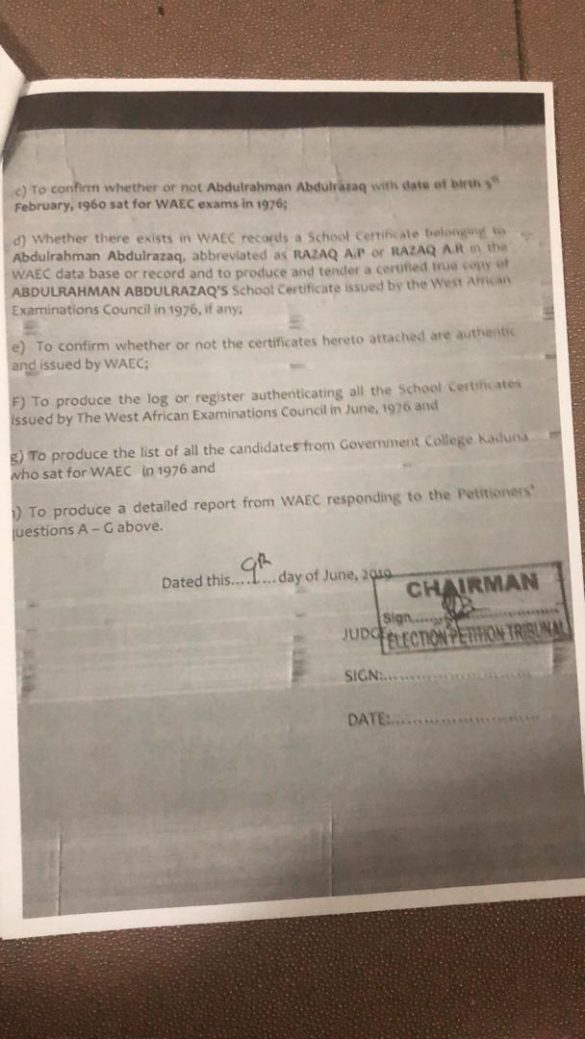 c) To confirm whether or not Abdulrahman Abdulrazaq with date of birth 5th
February, 1960 sat for WAEC exams in 1976;
d) Whether there exists in WAEC records a School Certificate belonging to
Abdulrahman Abdulrazaq, abbreviated as RAZAQ A.P or RAZAQ A.R in the
WAEC data base or record and to produce and tender a certified true copy of
ABDULRAHMAN ABDULRAZAQ'S School Certificate issued by the West African
Examinations Council in 1976, if any;
e) To confirm whether or not the certificates hereto attached are authentic
and issued by WAEC;
F) To produce the log or register authenticating all the School Certificates
issued by The West African Examinations Council in June, 1976 and
g) To produce the list of all the candidates from Government College Kaduna
who sat for WAEC in 1976 and
) To produce a detailed report from WAEC responding to the Petitioners'
questions A – G above.
Dated this.... day of June, 2019
CHAIRMAN
Sign......
JUDGE
ELECTION PETITION TRIBUNAL
SIGN:........................
DATE:........................